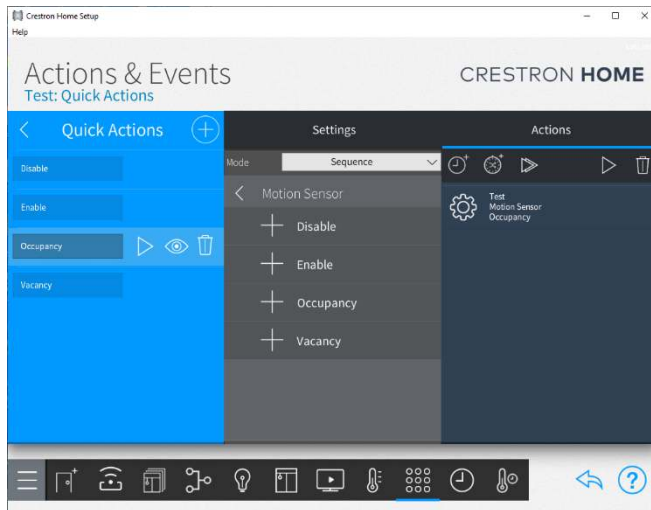 Crestron Home Setup
Help
Actions & Events
Test: Quick Actions
CRESTRON HOME
Quick Actions
Settings
Actions
Disable
Mode
Sequence
Motion Sensor
Enable
Disable
Test
Motion Sensor
Occupancy
Occupancy
Enable
Occupancy
Vacancy
Vacancy
?